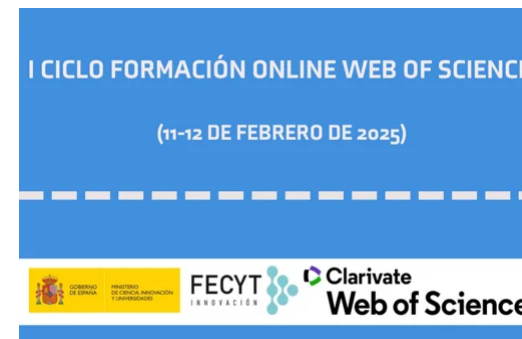 I CICLO FORMACIÓN ONLINE WEB OF SCIENC
(11-12 DE FEBRERO DE 2025)
GOBIERNO
DE ESPAÑA
MINISTERIO
DE CIENCIA, INNOVACIÓN
Y UNIVERSIDADES
FECYT
INNOVACIÓN
Clarivate
Web of Science